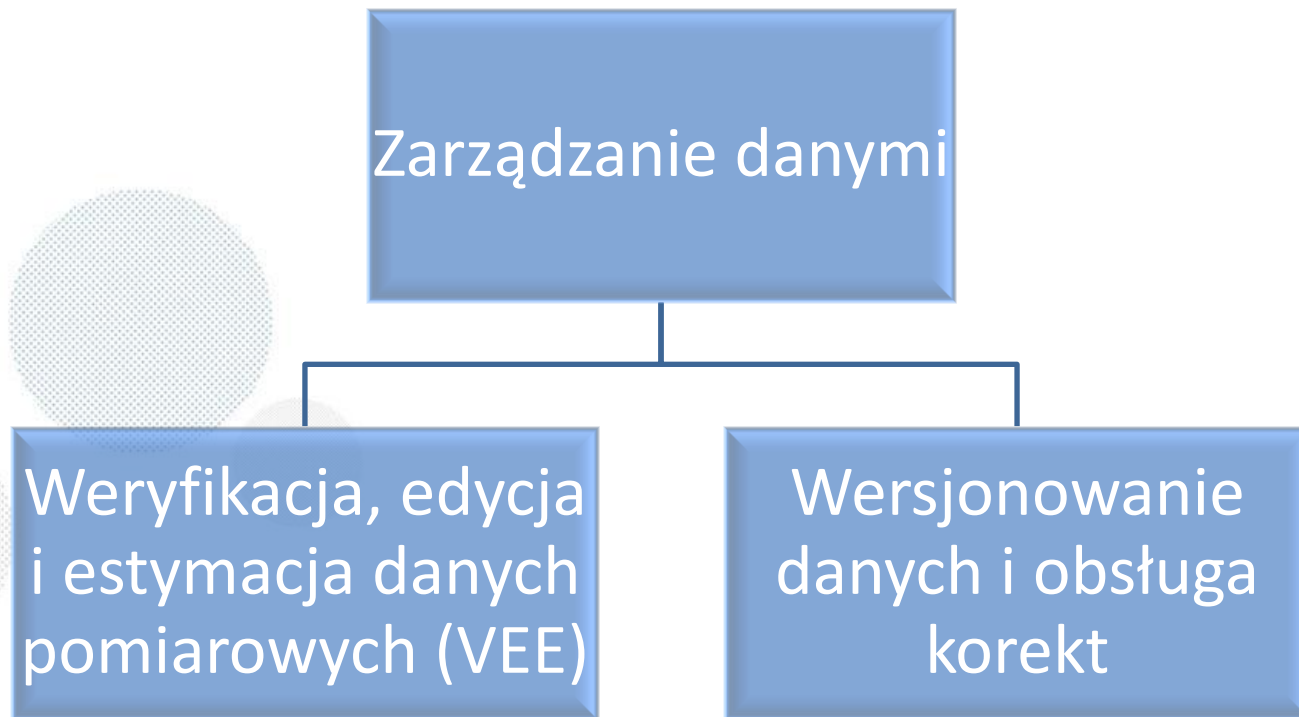 Zarządzanie danymi
Weryfikacja, edycja
i estymacja danych
pomiarowych (VEE)
Wersjonowanie
danych i obsługa
korekt